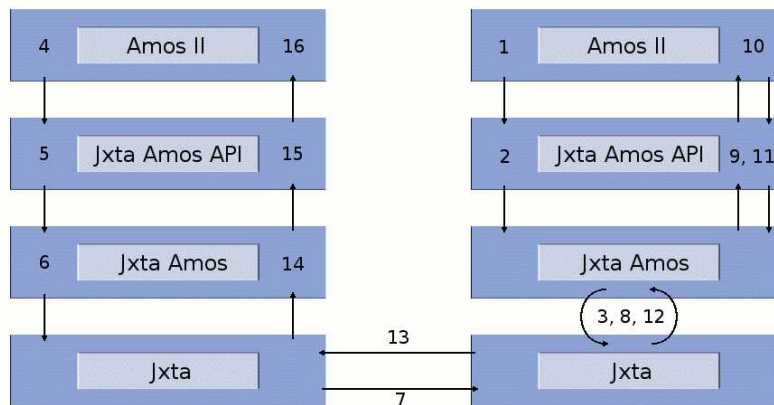 4 Amos II 16
5 Jxta Amos API 15
6 Jxta Amos 14
Jxta
13
7
1 Amos II 10
2 Jxta Amos API 9, 11
Jxta Amos
3, 8, 12
Jxta